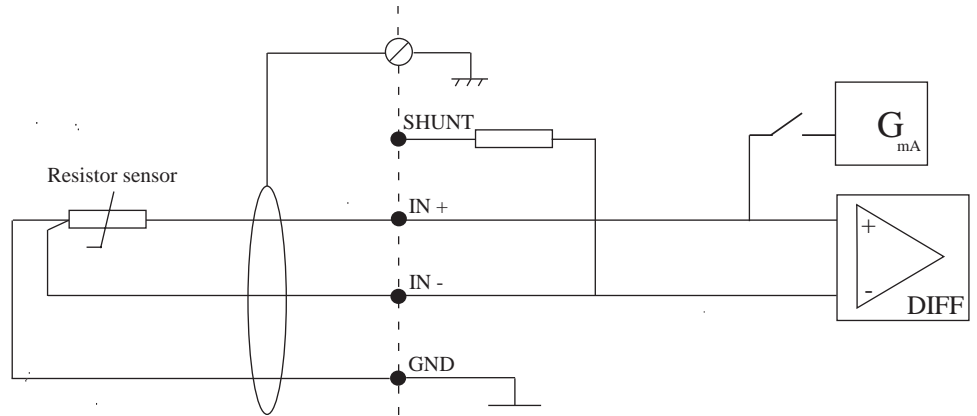 SHUNT
G
mA
Resistor sensor
IN +
+
IN -
-
DIFF
GND